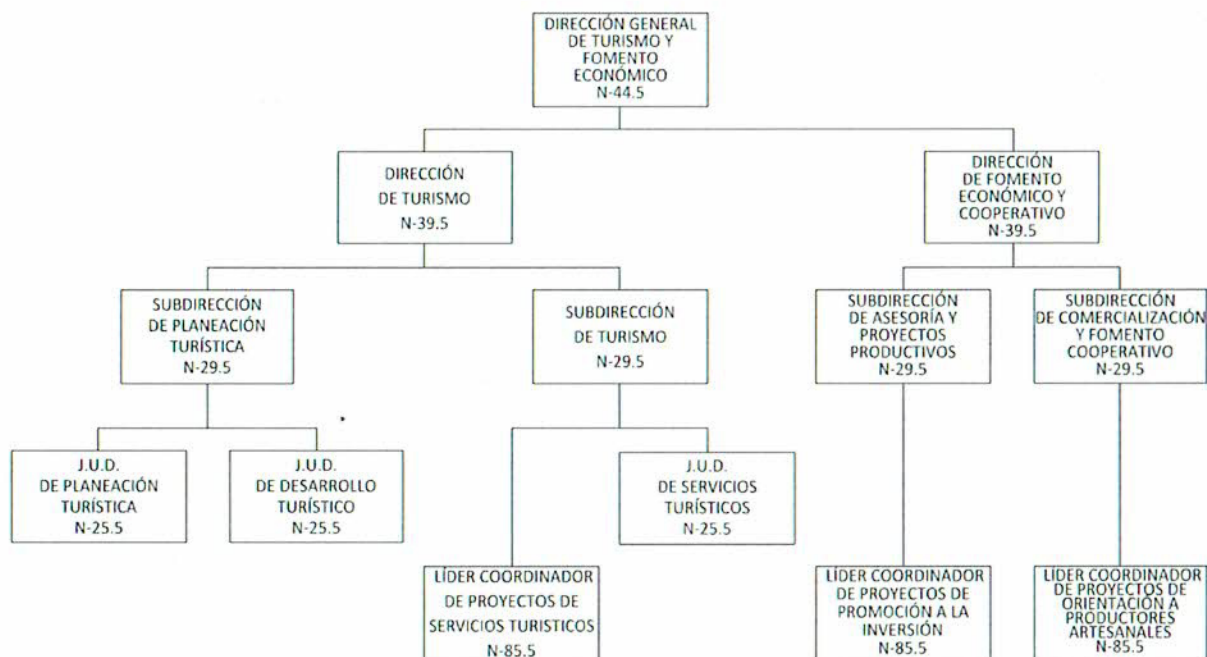 DIRECCIÓN GENERAL
DE TURISMO Y
FOMENTO
ECONÓMICO
N-44.5
DIRECCIÓN
DE TURISMO
N-39.5
DIRECCIÓN
DE FOMENTO
ECONÓMICO Y
COOPERATIVO
N-39.5
SUBDIRECCIÓN
DE PLANEACIÓN
TURÍSTICA
N-29.5
SUBDIRECCIÓN
DE TURISMO
N-29.5
SUBDIRECCIÓN
DE ASESORÍA Y
PROYECTOS
PRODUCTIVOS
N-29.5
SUBDIRECCIÓN
DE COMERCIALIZACIÓN
Y FOMENTO
COOPERATIVO
N-29.5
J.U.D.
DE PLANEACIÓN
TURÍSTICA
N-25.5
J.U.D.
DE DESARROLLO
TURÍSTICO
N-25.5
J.U.D.
DE SERVICIOS
TURÍSTICOS
N-25.5
LÍDER COORDINADOR
DE PROYECTOS DE
SERVICIOS TURISTICOS
N-85.5
LÍDER COORDINADOR
DE PROYECTOS DE
PROMOCIÓN A LA
INVERSIÓN
N-85.5
LÍDER COORDINADOR
DE PROYECTOS DE
ORIENTACIÓN A
PRODUCTORES
ARTESANALES
N-85.5